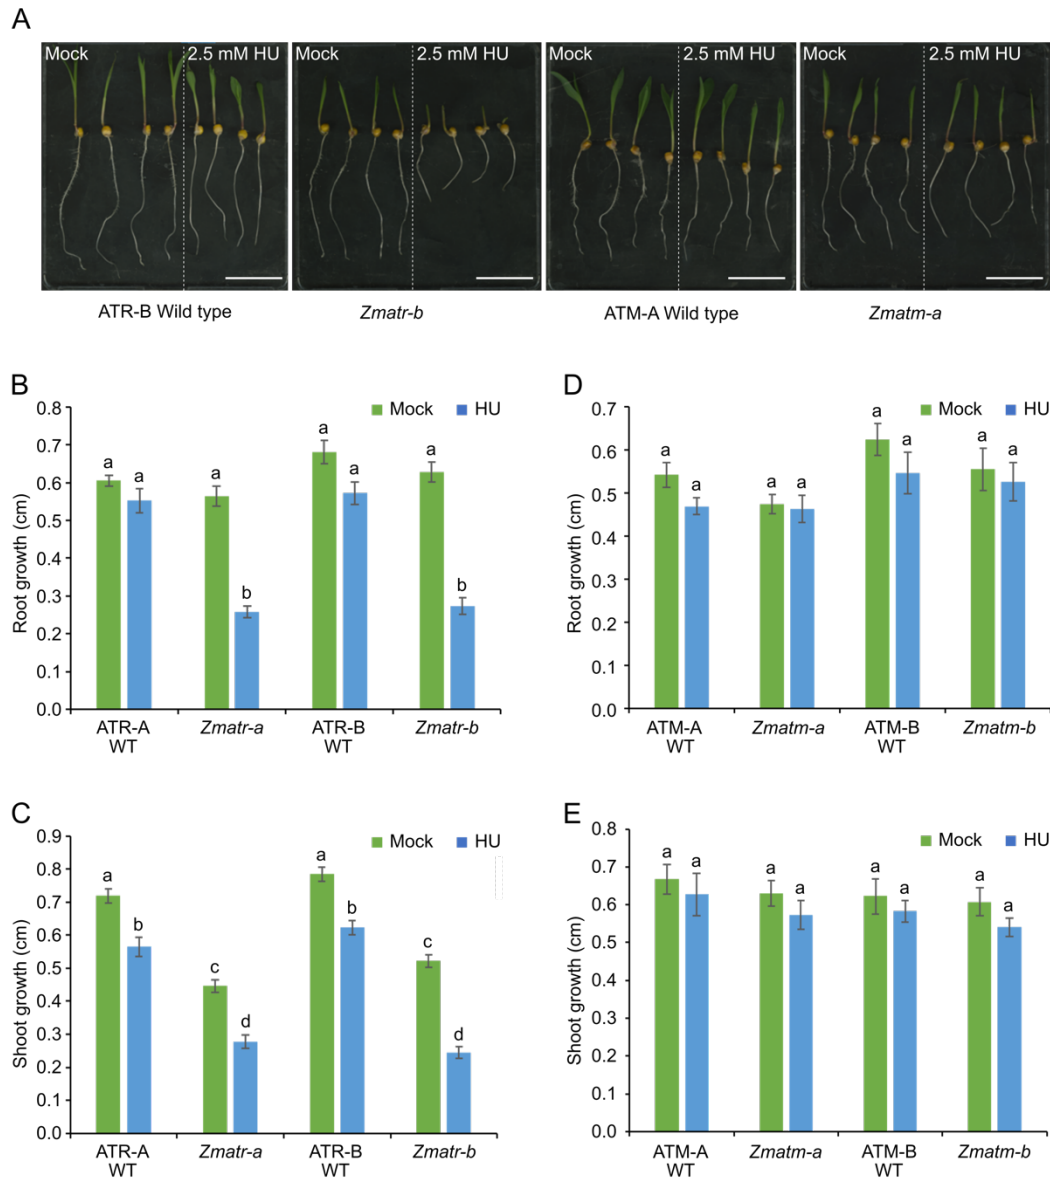 A
Mock 2.5 mM HU Mock 2.5 mM HU Mock 2.5 mM HU Mock 2.5 mM HU
ATR-B Wild type Zmatr-b ATM-A Wild type Zmatm-a
B
Root growth (cm)
0.8
0.7
0.6
0.5
0.4
0.3
0.2
0.1
0.0
Mock HU
a a a b a a a b
ATR-A Zmatr-a ATR-B Zmatr-b
WT WT
D
Root growth (cm)
0.7
0.6
0.5
0.4
0.3
0.2
0.1
0.0
Mock HU
a a a a a a a a
ATM-A Zmatm-a ATM-B Zmatm-b
WT WT
C
Shoot growth (cm)
0.9
0.8
0.7
0.6
0.5
0.4
0.3
0.2
0.1
0.0
Mock HU
a b c d a b c d
ATR-A Zmatr-a ATR-B Zmatr-b
WT WT
E
Shoot growth (cm)
0.8
0.7
0.6
0.5
0.4
0.3
0.2
0.1
0.0
Mock HU
a a a a a a a a
ATM-A Zmatm-a ATM-B Zmatm-b
WT WT